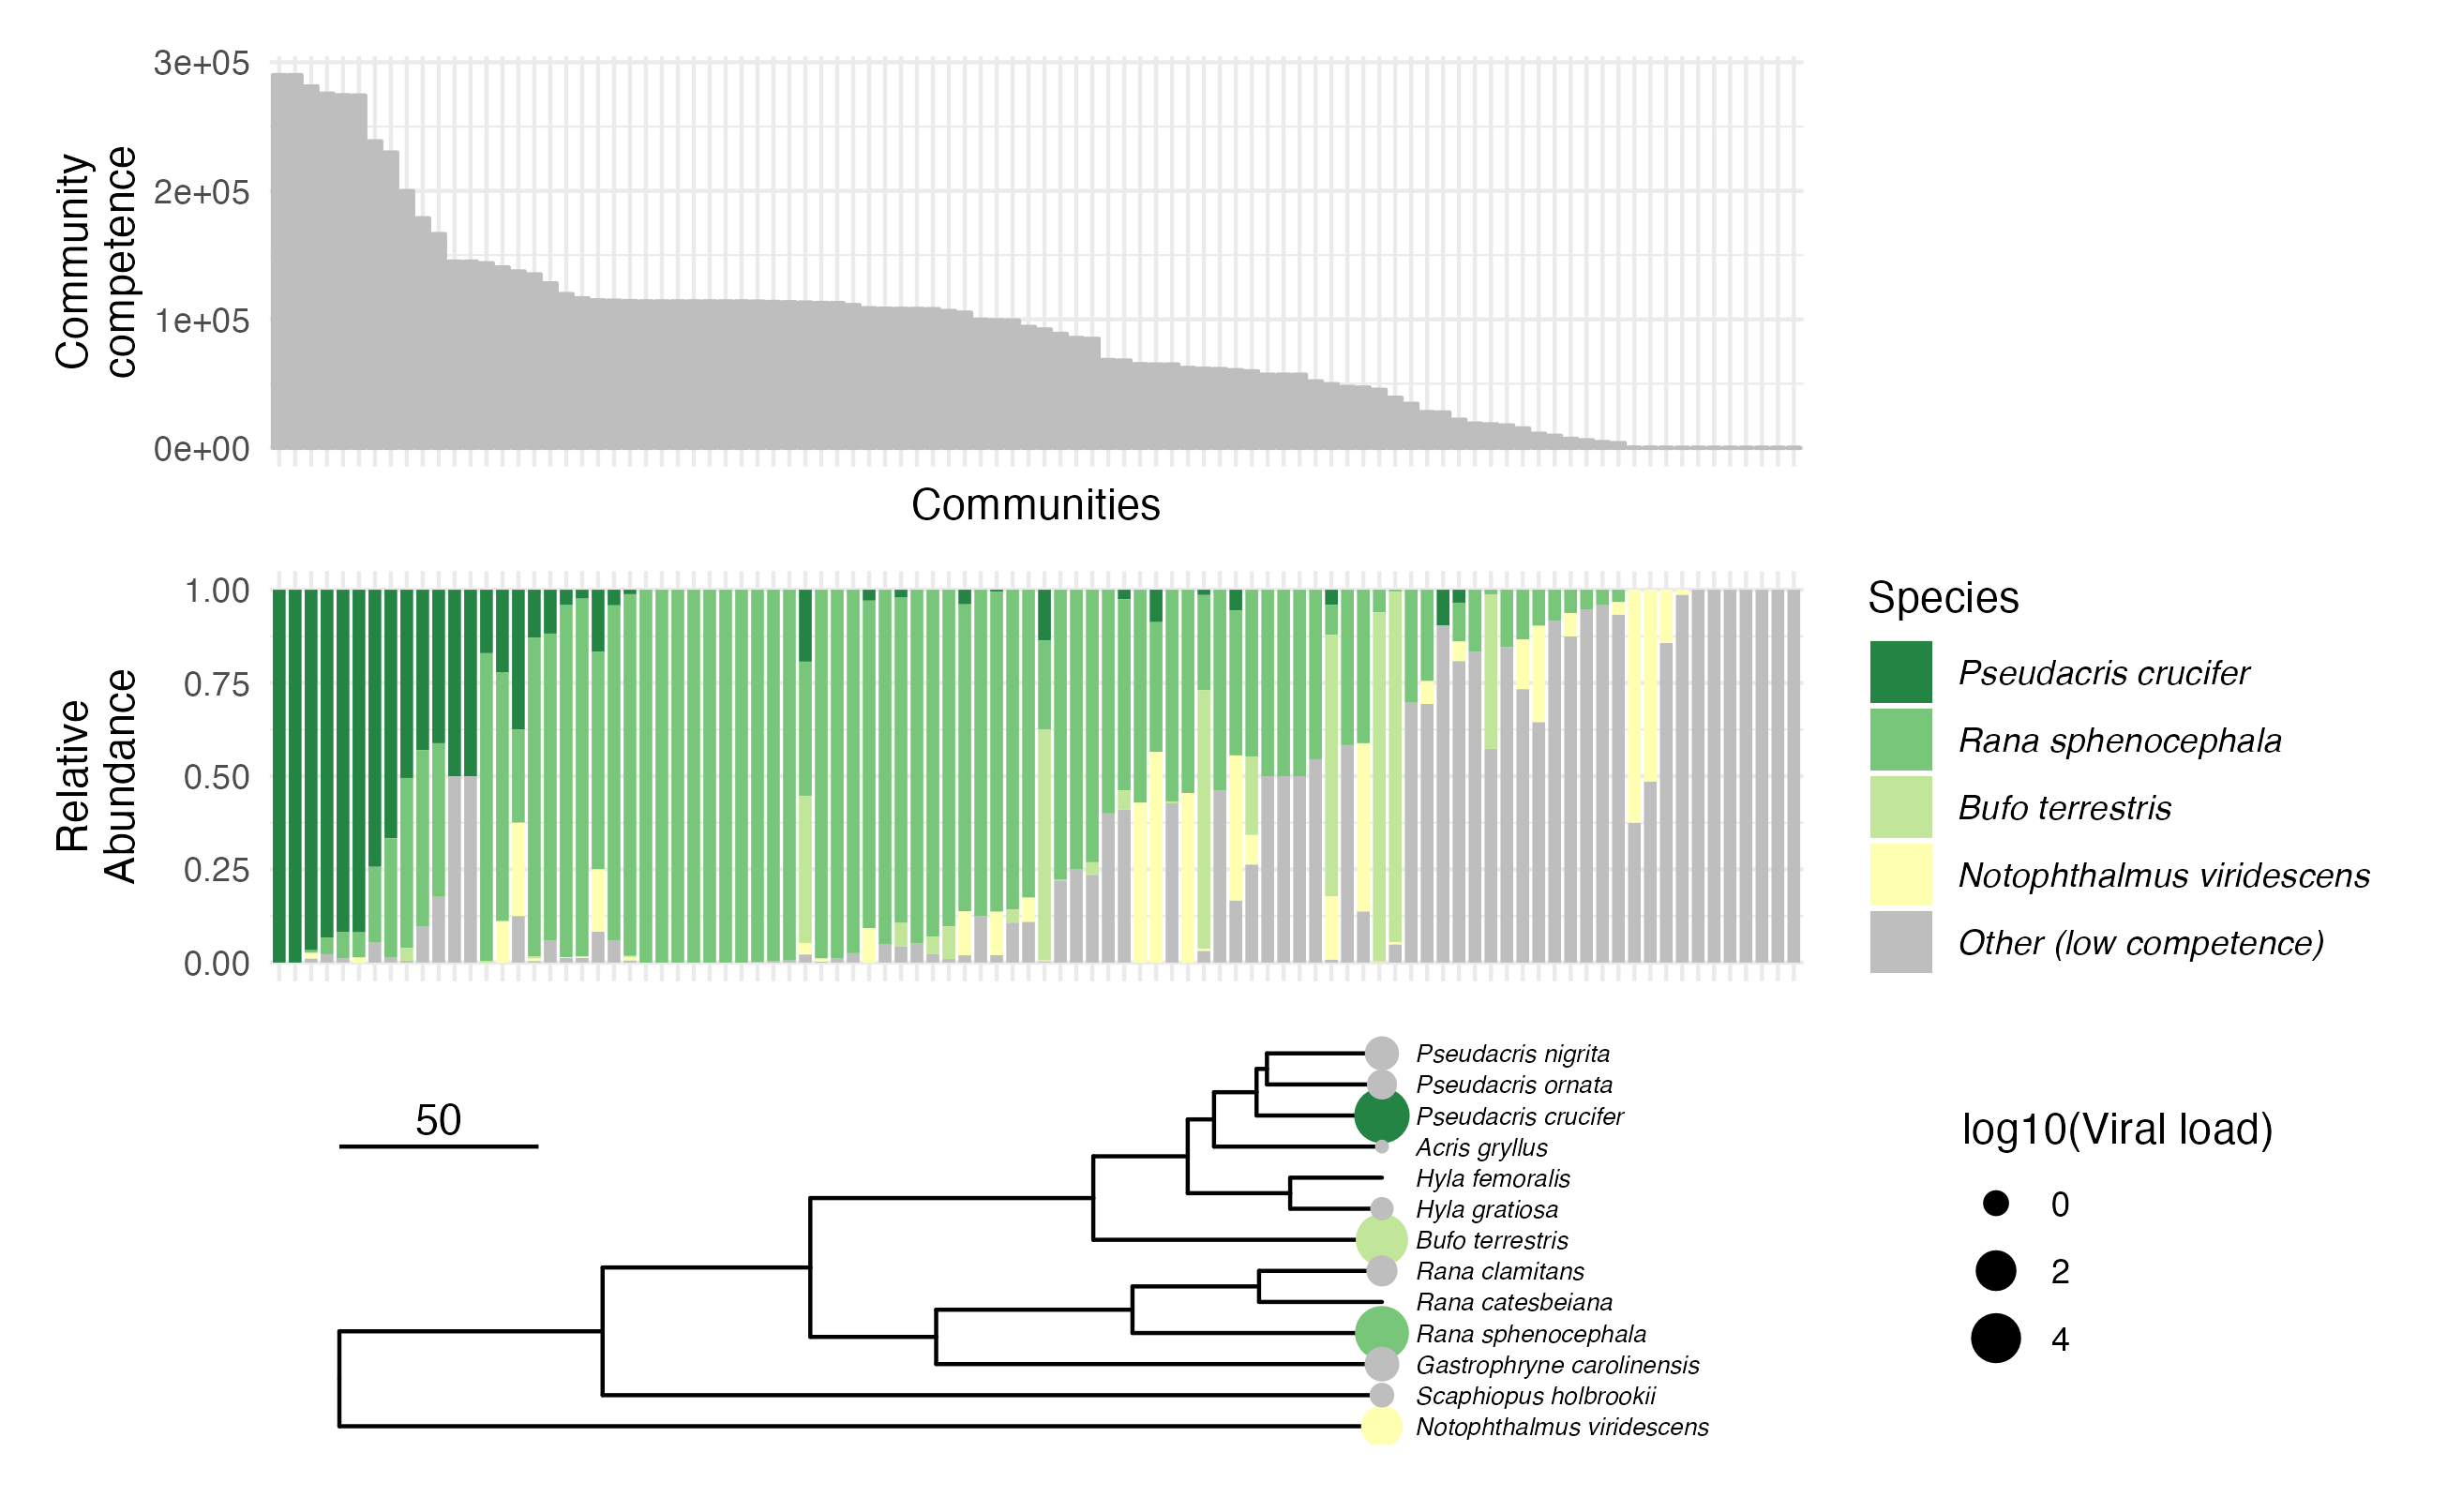 3e+05
2e+05
1e+05
0e+00
Community
competence
Communities
1.00
0.75
0.50
0.25
0.00
Relative
Abundance
Species
Pseudacris crucifer
Rana sphenocephala
Bufo terrestris
Notophthalmus viridescens
Other (low competence)
50
Pseudacris nigrita
Pseudacris ornata
Pseudacris crucifer
Acris gryllus
Hyla femoralis
Hyla gratiosa
Bufo terrestris
Rana clamitans
Rana catesbeiana
Rana sphenocephala
Gastrophryne carolinensis
Scaphiopus holbrookii
Notophthalmus viridescens
log10(Viral load)
0
2
4